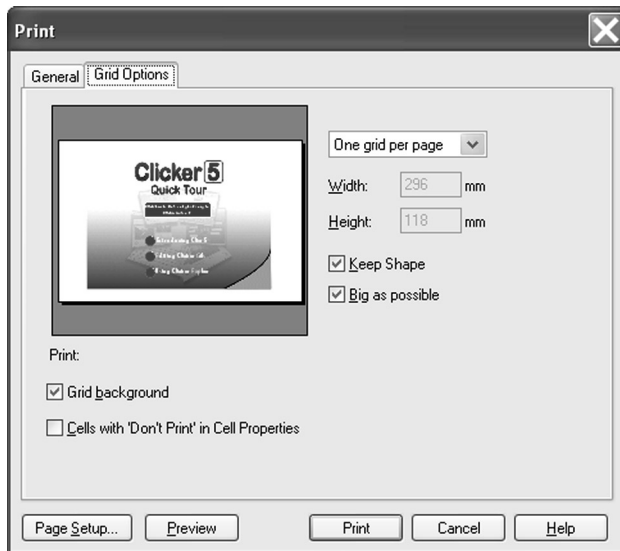 Print
General
Grid Options
Clicker 5
Quick Tour
One grid per page
Width: 296 mm
Height: 118 mm
Keep Shape
Big as possible
Print:
Grid background
Cells with 'Don't Print' in Cell Properties
Page Setup...
Preview
Print
Cancel
Help